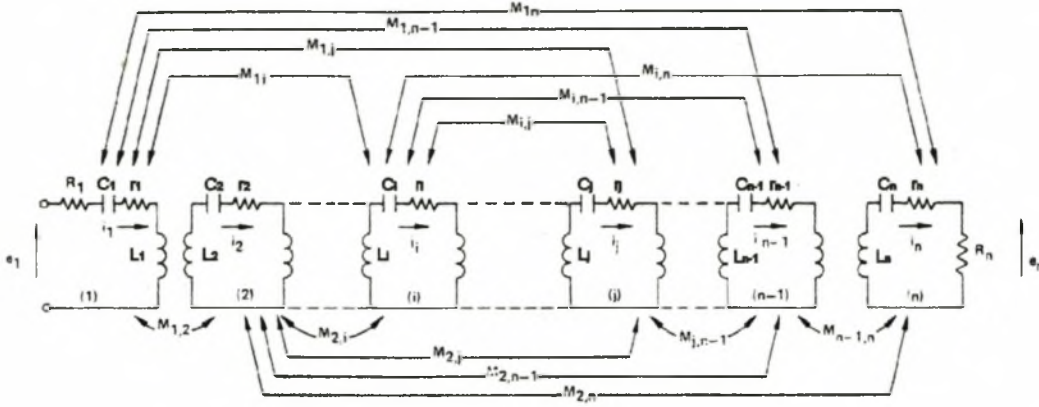 M1n
M1,n-1
M1,j
M1i
Mi,n
Mi,n-1
Mi,j
R1 C1 r1 C2 r2 Ci ri Cj rj Cn-1 rn-1 Cn rn
i1 i2 ii ij in-1 in
e1 L1 L2 Li Lj Ln-1 Ln Rn
(1) (2) (i) (j) (n-1) (n)
M1,2 M2,i Mj,n-1 Mn-1,n
M2,j
M2,n-1
M2,n